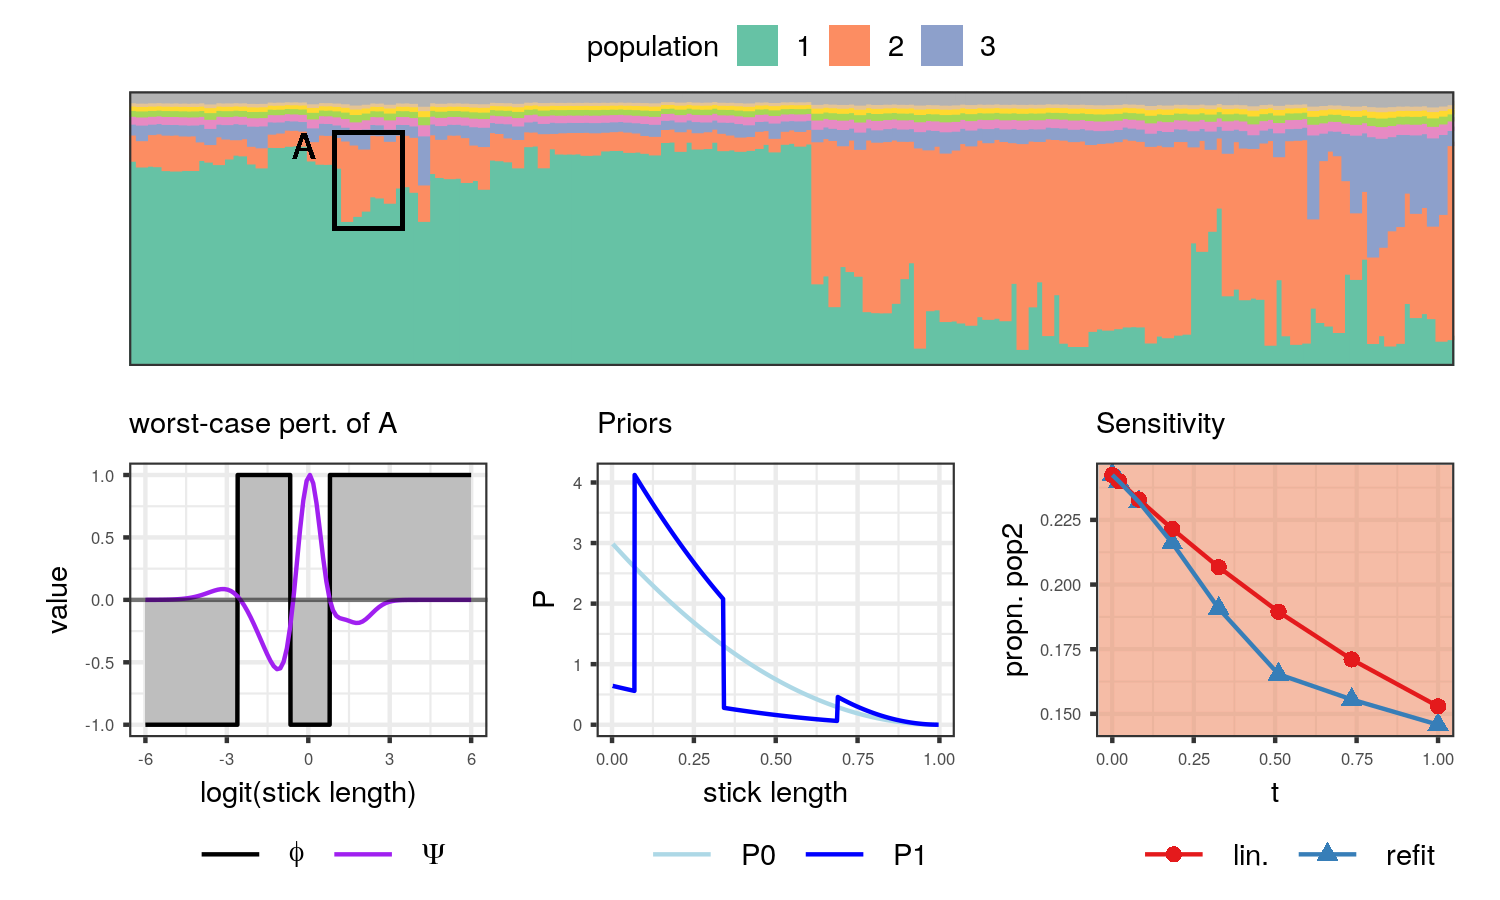 population 1 2 3
A
worst-case pert. of A
Priors
Sensitivity
value
1.0
0.5
0.0
-0.5
-1.0
-6 -3 0 3 6
logit(stick length)
ϕ Ψ
P
4
3
2
1
0
0.00 0.25 0.50 0.75 1.00
stick length
P0 P1
propn. pop2
0.225
0.200
0.175
0.150
0.00 0.25 0.50 0.75 1.00
t
lin. refit